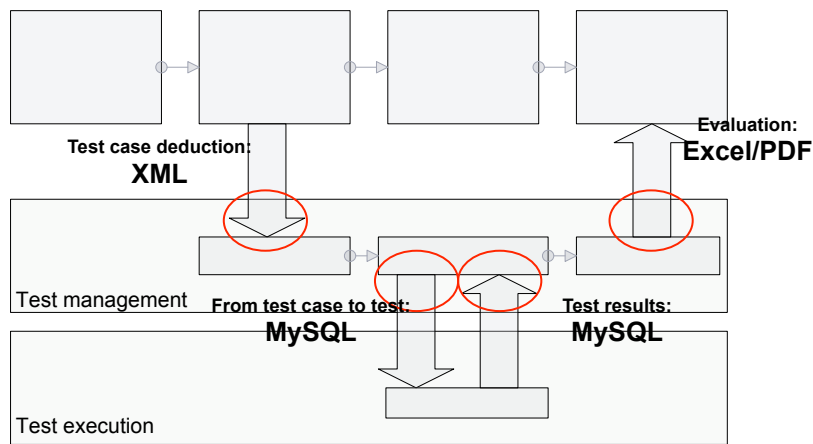 Test case deduction:
XML
Evaluation:
Excel/PDF
Test management
From test case to test:
MySQL
Test results:
MySQL
Test execution